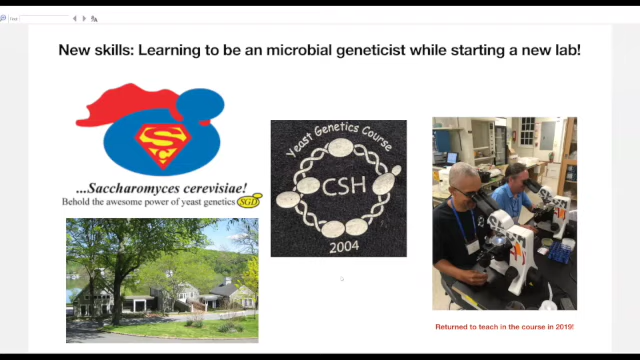 New skills: Learning to be an microbial geneticist while starting a new lab!
S
C
...Saccharomyces cerevisiae!
Behold the awesome power of yeast genetics SGD
Yeast Genetics Course
CSH
2004
Returned to teach in the course in 2019!